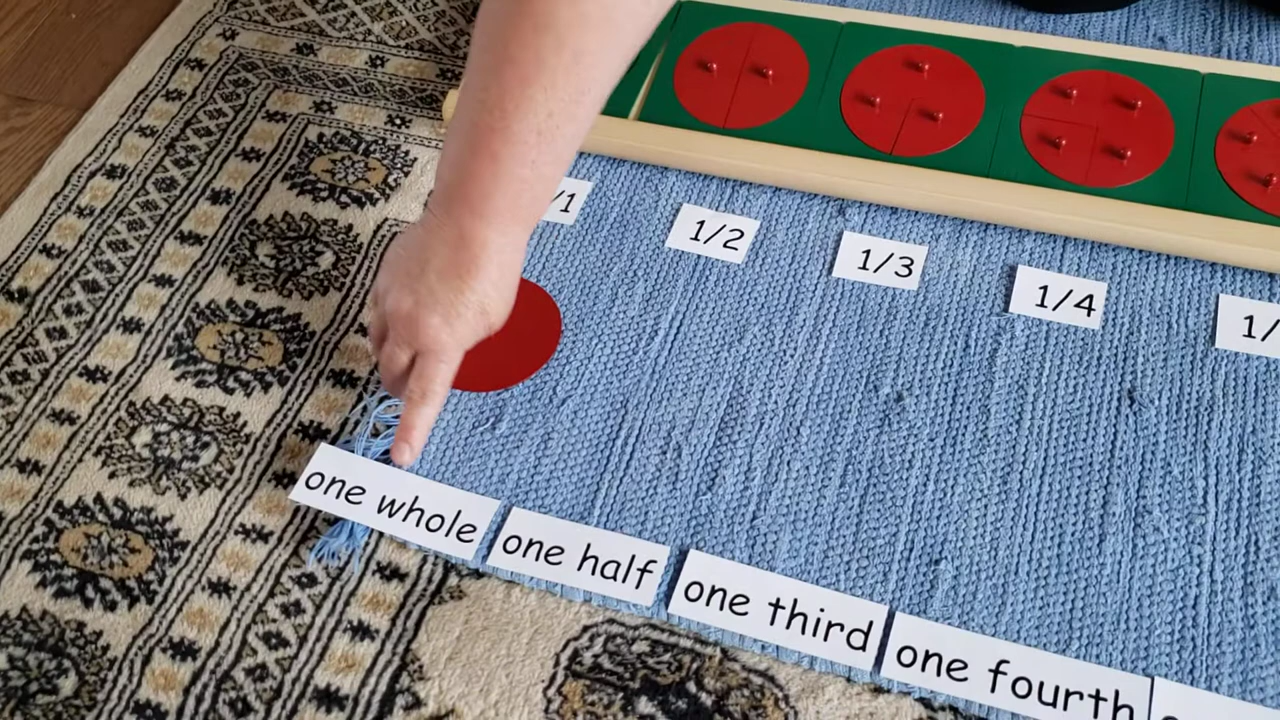 /1
1/2
1/3
1/4
1/
one whole
one half
one third
one fourth